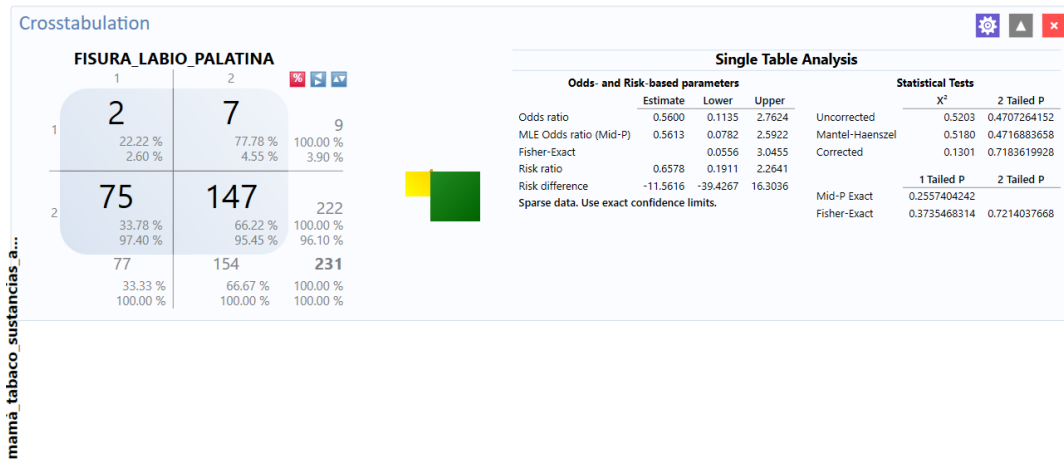 Crosstabulation
FISURA_LABIO_PALATINA
1 2
%
1 2 7 9
22.22 % 77.78 % 100.00 %
2.60 % 4.55 % 3.90 %
2 75 147 222
33.78 % 66.22 % 100.00 %
97.40 % 95.45 % 96.10 %
77 154 231
33.33 % 66.67 % 100.00 %
100.00 % 100.00 % 100.00 %
mamá_tabaco_sustancias_a...
Single Table Analysis
Odds- and Risk-based parameters
Estimate Lower Upper
Odds ratio 0.5600 0.1135 2.7624
MLE Odds ratio (Mid-P) 0.5613 0.0782 2.5922
Fisher-Exact 0.0556 3.0455
Risk ratio 0.6578 0.1911 2.2641
Risk difference -11.5616 -39.4267 16.3036
Sparse data. Use exact confidence limits.
Statistical Tests
X² 2 Tailed P
Uncorrected 0.5203 0.4707264152
Mantel-Haenszel 0.5180 0.4716883658
Corrected 0.1301 0.7183619928
1 Tailed P 2 Tailed P
Mid-P Exact 0.2557404242
Fisher-Exact 0.3735468314 0.7214037668